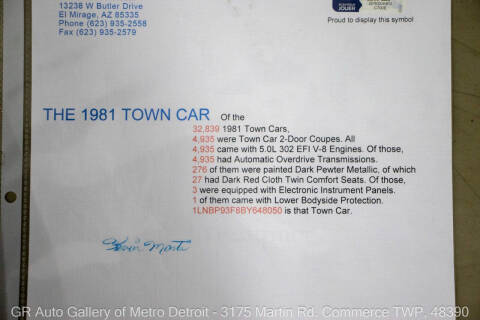 13238 W Butler Drive
El Mirage, AZ 85335
Phone (623) 935-2558
Fax (623) 935-2579
Proud to display this symbol
THE 1981 TOWN CAR Of the
32,839 1981 Town Cars,
4,935 were Town Car 2-Door Coupes. All
4,935 came with 5.0L 302 EFI V-8 Engines. Of those,
4,935 had Automatic Overdrive Transmissions.
276 of them were painted Dark Pewter Metallic, of which
27 had Dark Red Cloth Twin Comfort Seats. Of those,
3 were equipped with Electronic Instrument Panels.
1 of them came with Lower Bodyside Protection.
1LNBP93F8BY648050 is that Town Car.
Kevin Marti
GR Auto Gallery of Metro Detroit - 3175 Martin Rd. Commerce TWP, 48390